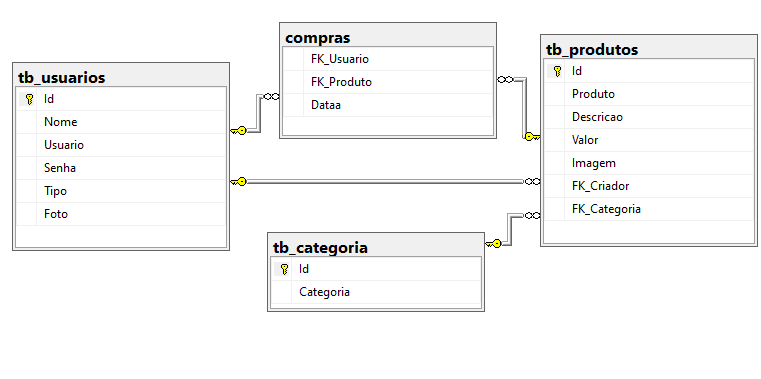 compras
FK_Usuario
FK_Produto
Dataa
tb_usuarios
Id
Nome
Usuario
Senha
Tipo
Foto
tb_produtos
Id
Produto
Descricao
Valor
Imagem
FK_Criador
FK_Categoria
tb_categoria
Id
Categoria